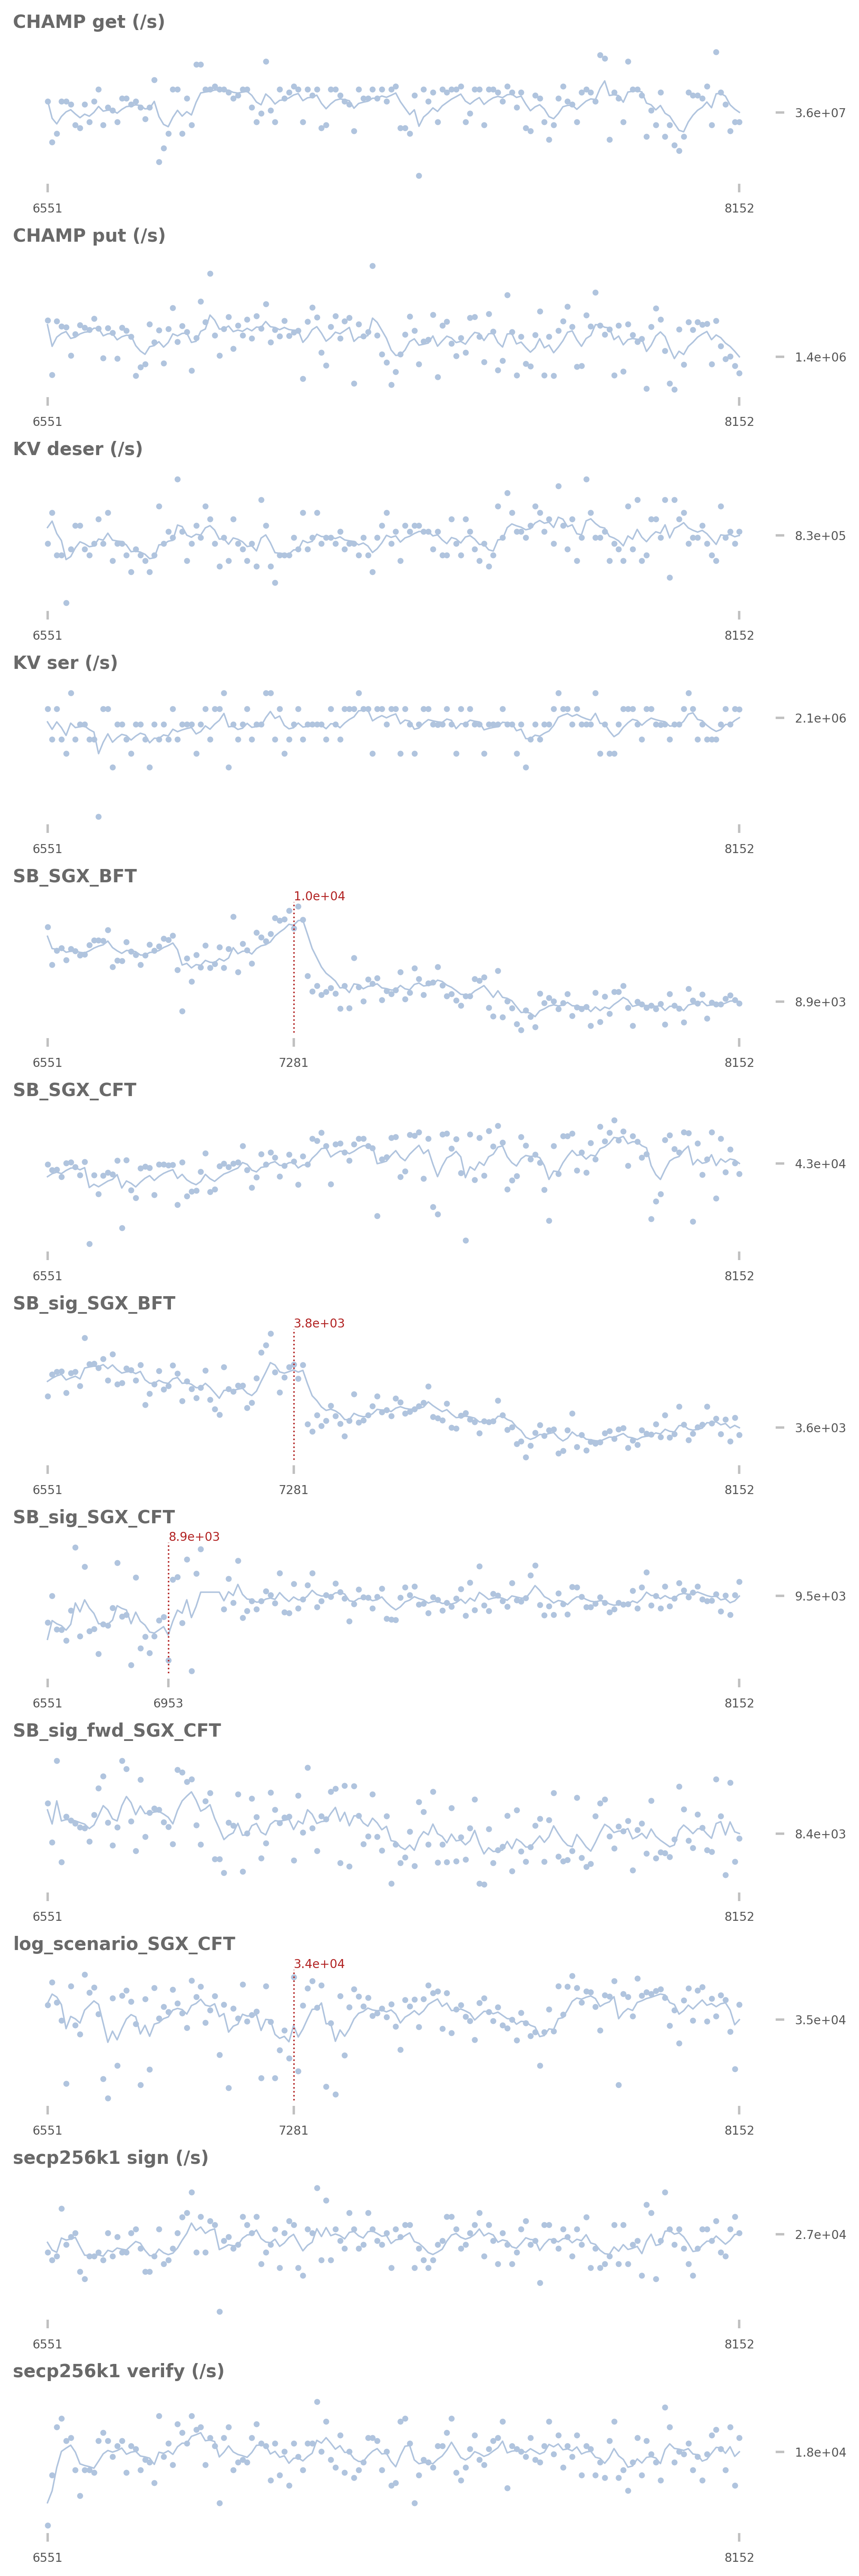 CHAMP get (/s)
3.6e+07
6551 8152
CHAMP put (/s)
1.4e+06
6551 8152
KV deser (/s)
8.3e+05
6551 8152
KV ser (/s)
2.1e+06
6551 8152
SB_SGX_BFT
1.0e+04
8.9e+03
6551 7281 8152
SB_SGX_CFT
4.3e+04
6551 8152
SB_sig_SGX_BFT
3.8e+03
3.6e+03
6551 7281 8152
SB_sig_SGX_CFT
8.9e+03
9.5e+03
6551 6953 8152
SB_sig_fwd_SGX_CFT
8.4e+03
6551 8152
log_scenario_SGX_CFT
3.4e+04
3.5e+04
6551 7281 8152
secp256k1 sign (/s)
2.7e+04
6551 8152
secp256k1 verify (/s)
1.8e+04
6551 8152